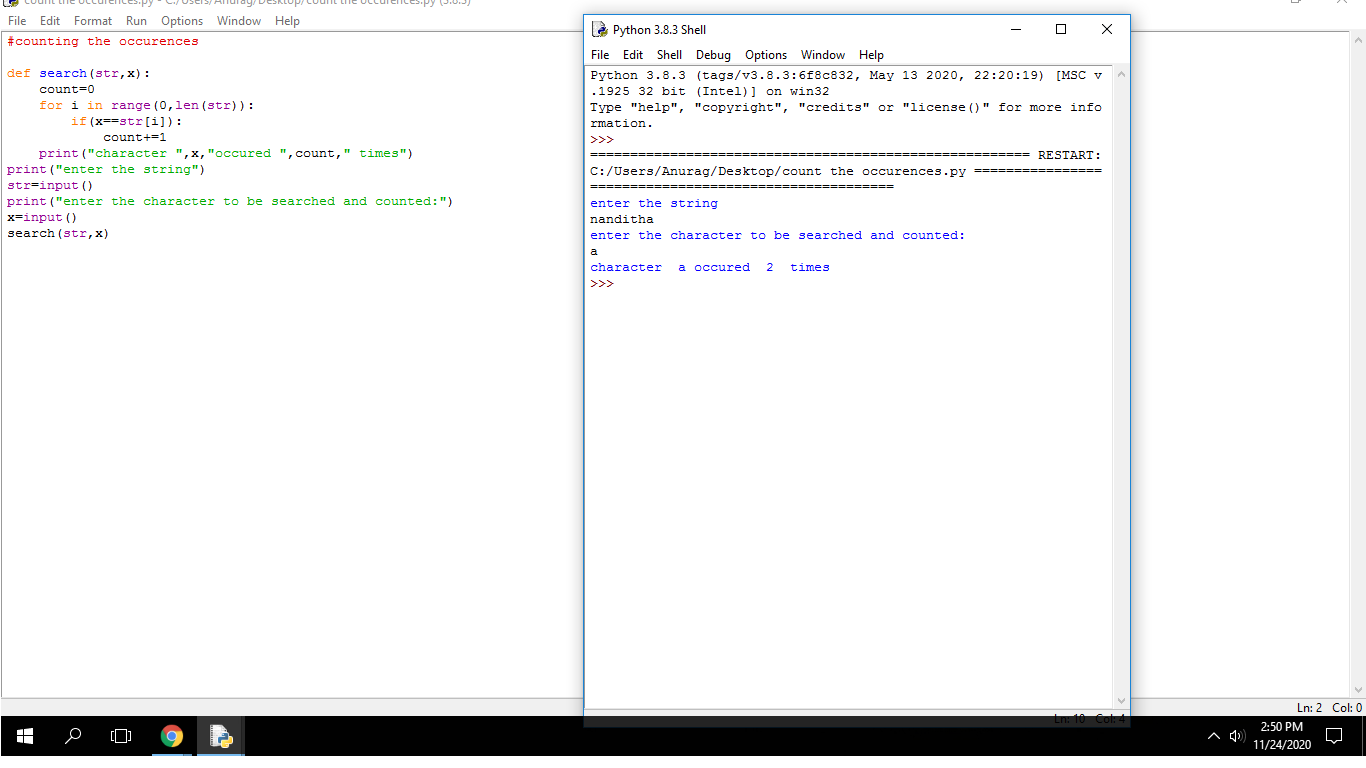 count the occurences.py - C:/Users/Anurag/Desktop/count the occurences.py (3.8.3)
File Edit Format Run Options Window Help
#counting the occurences
def search(str,x):
    count=0
    for i in range(0,len(str)):
        if(x==str[i]):
            count+=1
    print("character ",x,"occured ",count," times")
print("enter the string")
str=input()
print("enter the character to be searched and counted:")
x=input()
search(str,x)
Ln: 2 Col: 0
Python 3.8.3 Shell
File Edit Shell Debug Options Window Help
Python 3.8.3 (tags/v3.8.3:6f8c832, May 13 2020, 22:20:19) [MSC v
.1925 32 bit (Intel)] on win32
Type "help", "copyright", "credits" or "license()" for more info
rmation.
>>>
======================================================= RESTART:
C:/Users/Anurag/Desktop/count the occurences.py ================
======================================
enter the string
nanditha
enter the character to be searched and counted:
a
character  a occured  2  times
>>>
Ln: 10 Col: 4
2:50 PM
11/24/2020